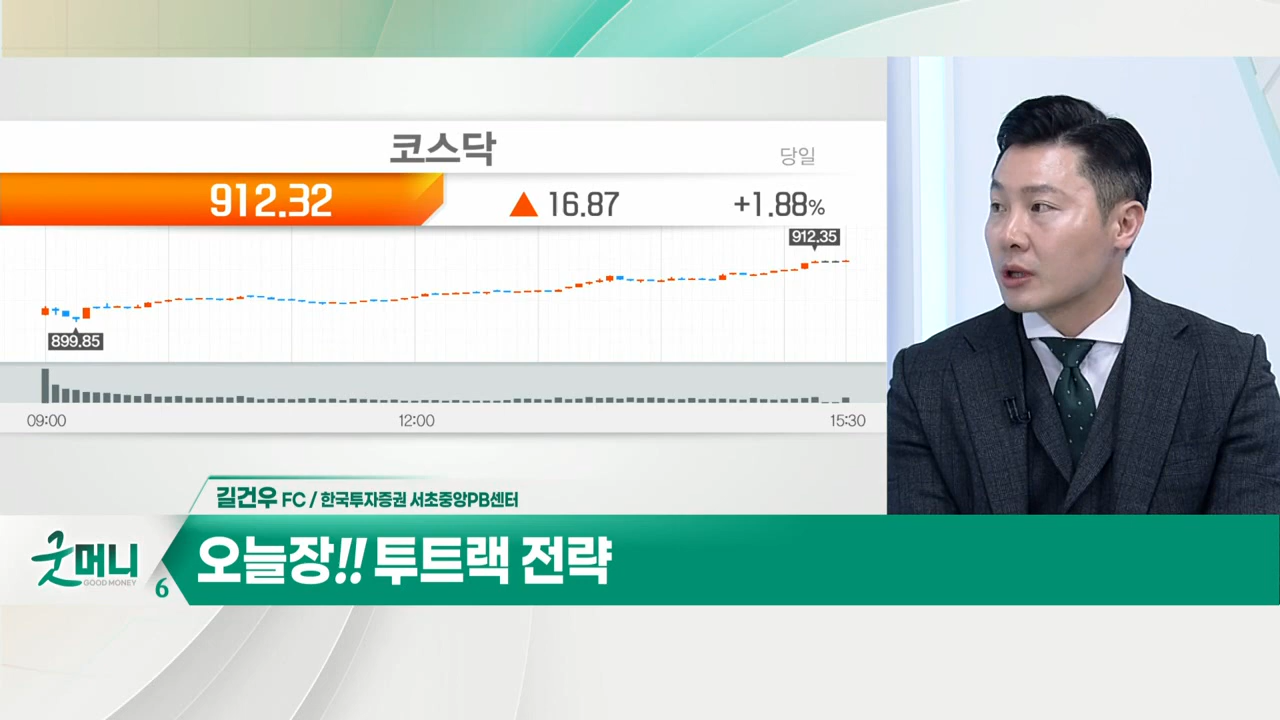 코스닥
당일
912.32 ▲ 16.87 +1.88%
912.35
899.85
09:00 12:00 15:30
길건우 FC / 한국투자증권 서초중앙PB센터
굿머니
GOOD MONEY
6
오늘장!! 투트랙 전략